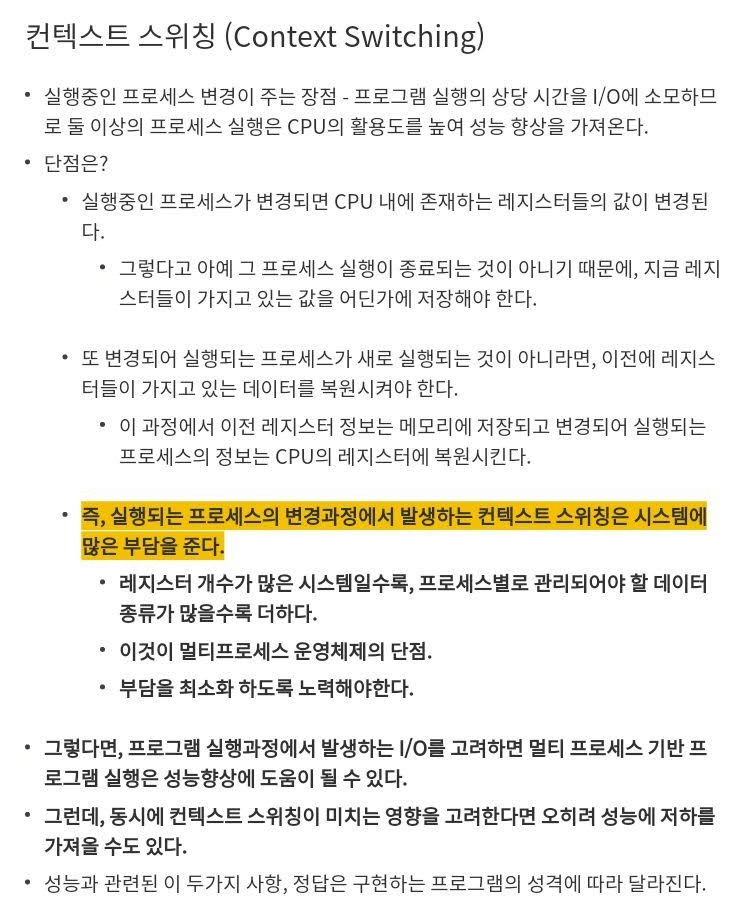 컨텍스트 스위칭 (Context Switching)
• 실행중인 프로세스 변경이 주는 장점 - 프로그램 실행의 상당 시간을 I/O에 소모하므
로 둘 이상의 프로세스 실행은 CPU의 활용도를 높여 성능 향상을 가져온다.
• 단점은?
• 실행중인 프로세스가 변경되면 CPU 내에 존재하는 레지스터들의 값이 변경된
다.
• 그렇다고 아예 그 프로세스 실행이 종료되는 것이 아니기 때문에, 지금 레지
스터들이 가지고 있는 값을 어딘가에 저장해야 한다.
• 또 변경되어 실행되는 프로세스가 새로 실행되는 것이 아니라면, 이전에 레지스
터들이 가지고 있는 데이터를 복원시켜야 한다.
• 이 과정에서 이전 레지스터 정보는 메모리에 저장되고 변경되어 실행되는
프로세스의 정보는 CPU의 레지스터에 복원시킨다.
• 즉, 실행되는 프로세스의 변경과정에서 발생하는 컨텍스트 스위칭은 시스템에
많은 부담을 준다.
• 레지스터 개수가 많은 시스템일수록, 프로세스별로 관리되어야 할 데이터
종류가 많을수록 더하다.
• 이것이 멀티프로세스 운영체제의 단점.
• 부담을 최소화 하도록 노력해야한다.
• 그렇다면, 프로그램 실행과정에서 발생하는 I/O를 고려하면 멀티 프로세스 기반 프
로그램 실행은 성능향상에 도움이 될 수 있다.
• 그런데, 동시에 컨텍스트 스위칭이 미치는 영향을 고려한다면 오히려 성능에 저하를
가져올 수도 있다.
• 성능과 관련된 이 두가지 사항, 정답은 구현하는 프로그램의 성격에 따라 달라진다.